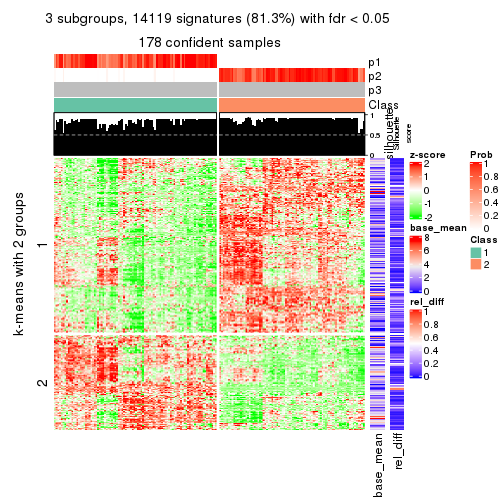 3 subgroups, 14119 signatures (81.3%) with fdr < 0.05
178 confident samples
p1
p2
p3
Class
1
0.5
0
silhouette
Silhouette
score
k-means with 2 groups
1
2
base_mean
rel_diff
z-score
2
1
0
-1
-2
base_mean
8
6
4
2
0
rel_diff
1
0.8
0.6
0.4
0.2
0
Prob
1
0.8
0.6
0.4
0.2
0
Class
1
2